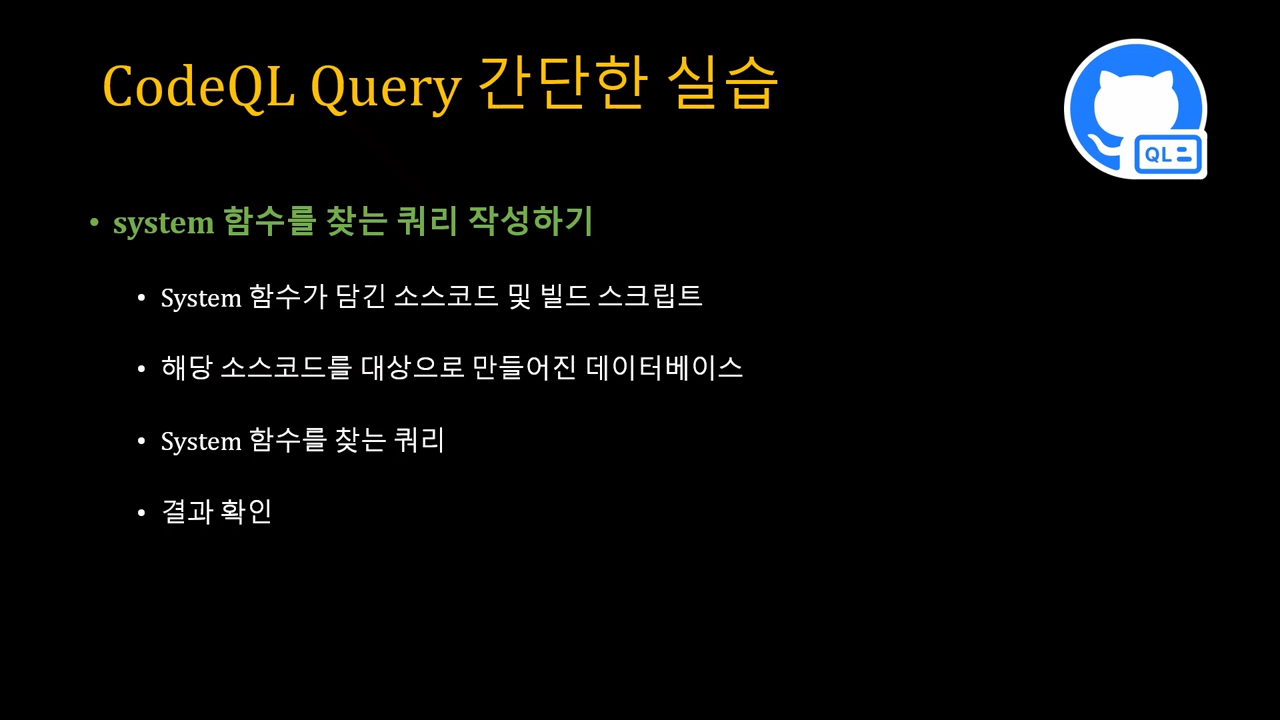 CodeQL Query 간단한 실습
QL
• system 함수를 찾는 쿼리 작성하기
• System 함수가 담긴 소스코드 및 빌드 스크립트
• 해당 소스코드를 대상으로 만들어진 데이터베이스
• System 함수를 찾는 쿼리
• 결과 확인